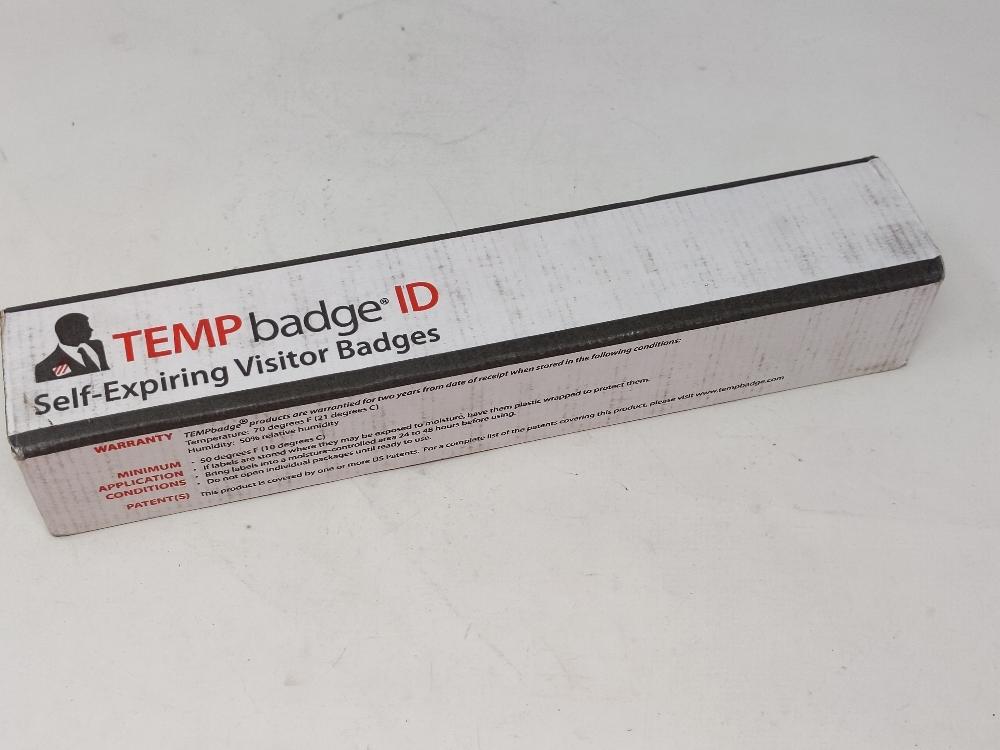 TEMPbadge® ID
Self-Expiring Visitor Badges
WARRANTY
TEMPbadge® products are warrantied for two years from date of receipt when stored in the following conditions:
Temperature: 70 degrees F (21 degrees C)
Humidity: 50% relative humidity
MINIMUM
APPLICATION
CONDITIONS
· 50 degrees F (10 degrees C)
· If labels are stored where they may be exposed to moisture, have them plastic wrapped to protect them.
· Bring labels into a moisture-controlled area 24 to 48 hours before using.
· Do not open individual packages until ready to use.
PATENT(S)
This product is covered by one or more US Patents. For a complete list of the patents covering this product, please visit www.tempbadge.com